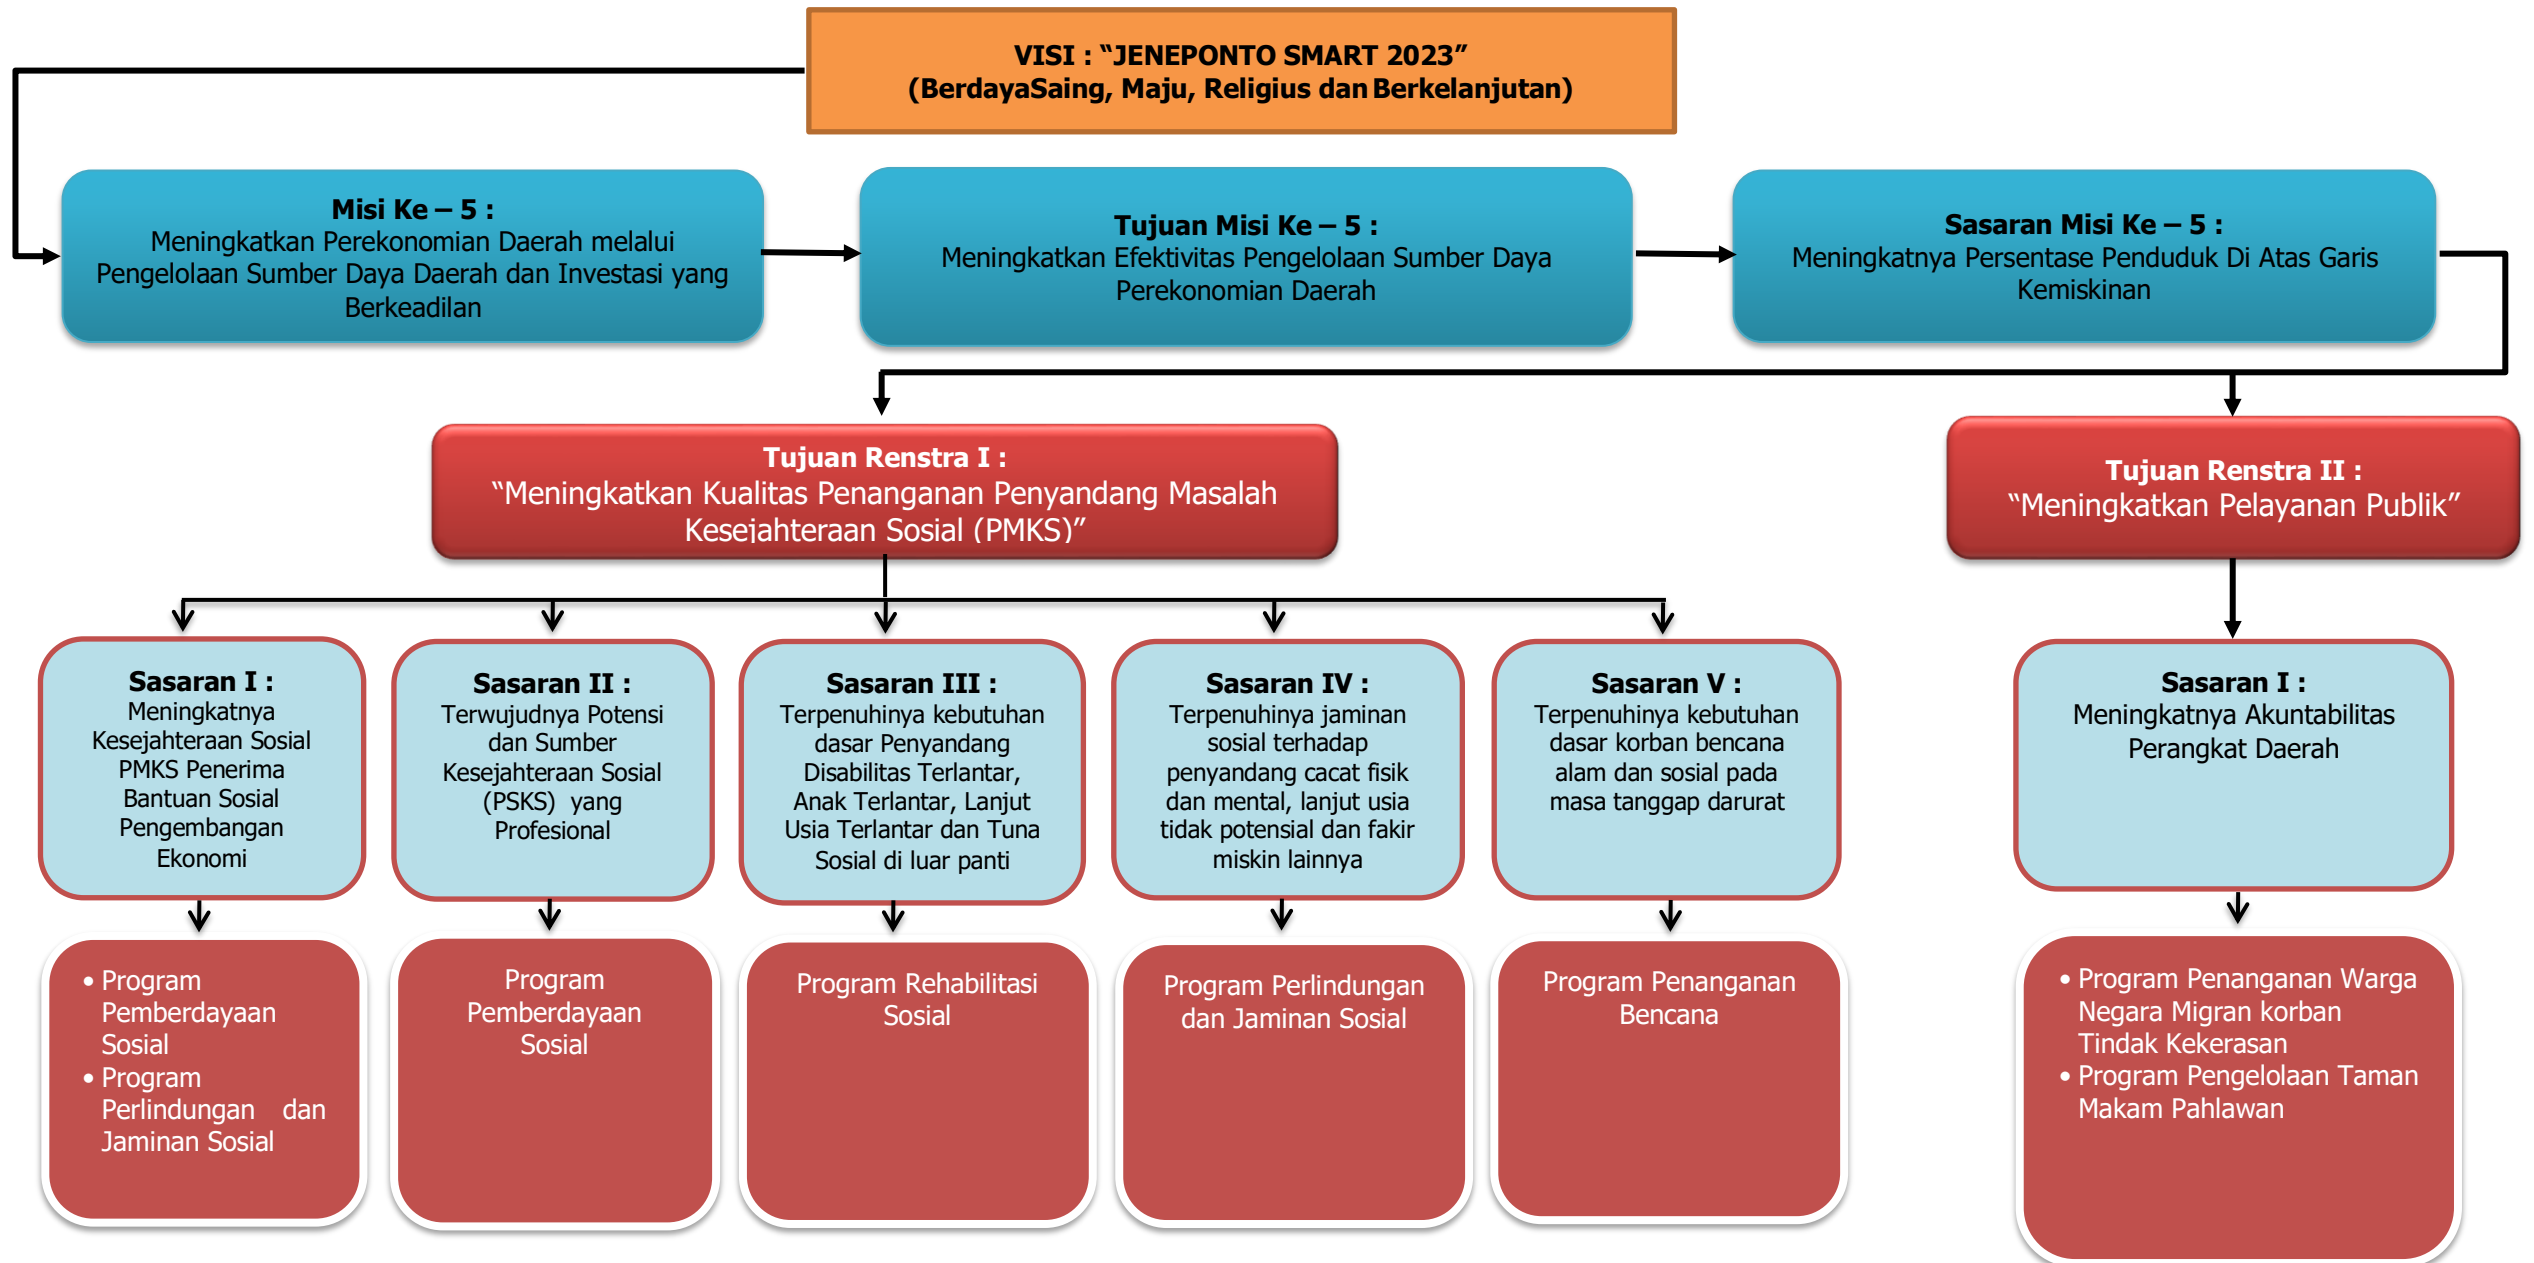 VISI : “JENEPONTO SMART 2023”
(BerdayaSaing, Maju, Religius dan Berkelanjutan)
Misi Ke – 5 :
Meningkatkan Perekonomian Daerah melalui
Pengelolaan Sumber Daya Daerah dan Investasi yang
Berkeadilan
Tujuan Misi Ke – 5 :
Meningkatkan Efektivitas Pengelolaan Sumber Daya
Perekonomian Daerah
Sasaran Misi Ke – 5 :
Meningkatnya Persentase Penduduk Di Atas Garis
Kemiskinan
Tujuan Renstra I :
“Meningkatkan Kualitas Penanganan Penyandang Masalah
Kesejahteraan Sosial (PMKS)”
Tujuan Renstra II :
“Meningkatkan Pelayanan Publik”
Sasaran I :
Meningkatnya
Kesejahteraan Sosial
PMKS Penerima
Bantuan Sosial
Pengembangan
Ekonomi
Sasaran II :
Terwujudnya Potensi
dan Sumber
Kesejahteraan Sosial
(PSKS) yang
Profesional
Sasaran III :
Terpenuhinya kebutuhan
dasar Penyandang
Disabilitas Terlantar,
Anak Terlantar, Lanjut
Usia Terlantar dan Tuna
Sosial di luar panti
Sasaran IV :
Terpenuhinya jaminan
sosial terhadap
penyandang cacat fisik
dan mental, lanjut usia
tidak potensial dan fakir
miskin lainnya
Sasaran V :
Terpenuhinya kebutuhan
dasar korban bencana
alam dan sosial pada
masa tanggap darurat
Sasaran I :
Meningkatnya Akuntabilitas
Perangkat Daerah
• Program
Pemberdayaan
Sosial
• Program
Perlindungan dan
Jaminan Sosial
Program
Pemberdayaan
Sosial
Program Rehabilitasi
Sosial
Program Perlindungan
dan Jaminan Sosial
Program Penanganan
Bencana
• Program Penanganan Warga
Negara Migran korban
Tindak Kekerasan
• Program Pengelolaan Taman
Makam Pahlawan